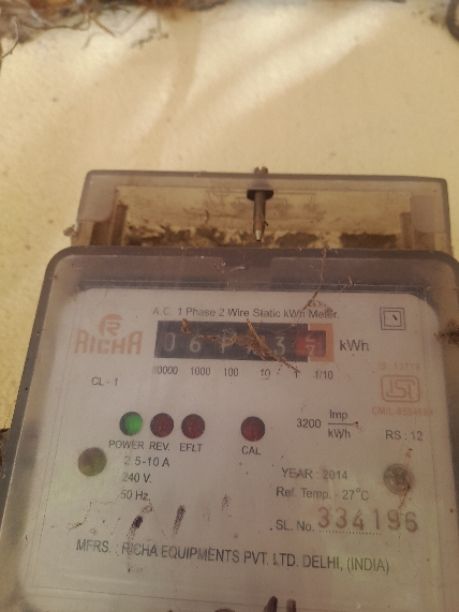 A.C. 1 Phase 2 Wire Static kWh Meter.
RICHA
kWh
10000 1000 100 10 1 1/10
CL - 1
3200 Imp
kWh
RS : 12
POWER REV. EFLT CAL
2.5-10 A
240 V.
50 Hz.
YEAR : 2014
Ref. Temp. - 27°C
SL. No. 334196
MFRS. : RICHA EQUIPMENTS PVT. LTD. DELHI, (INDIA)